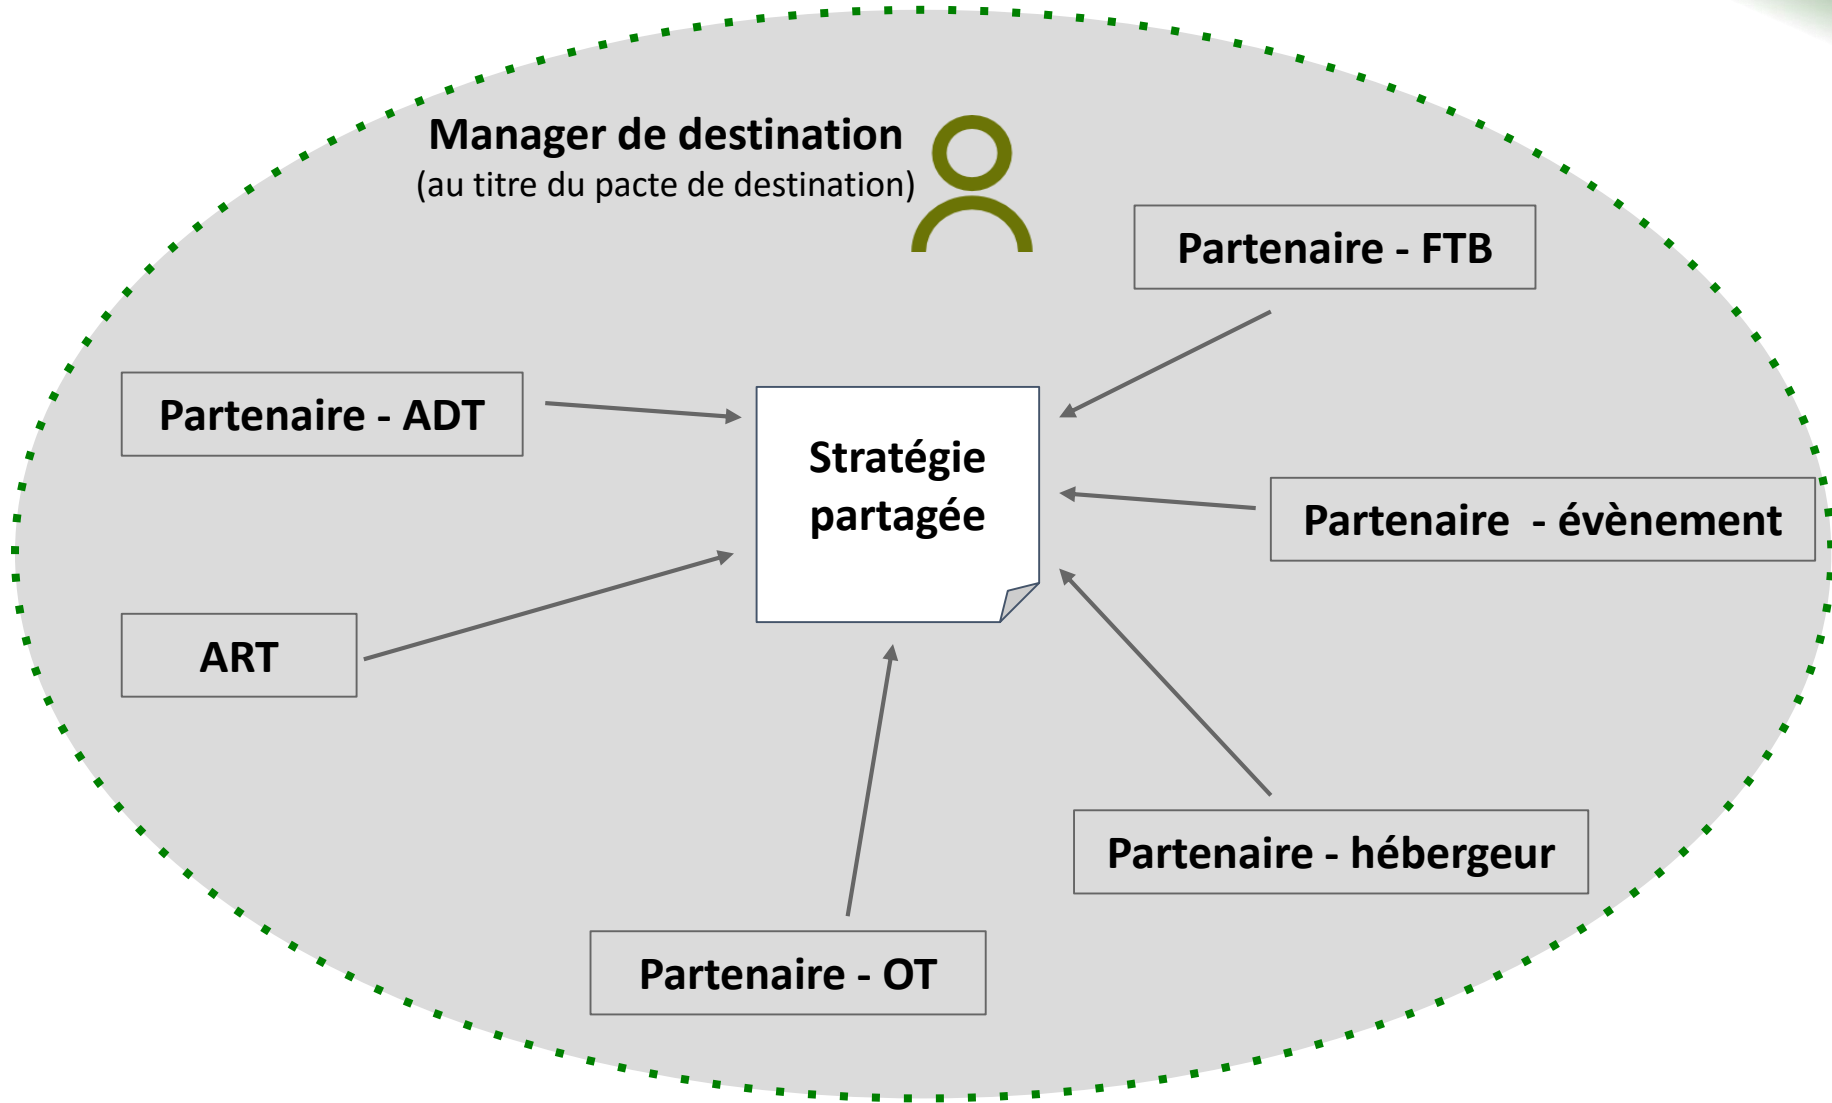 Manager de destination
(au titre du pacte de destination)
Partenaire - FTB
Partenaire - ADT
Stratégie
partagée
Partenaire  - évènement
ART
Partenaire - hébergeur
Partenaire - OT